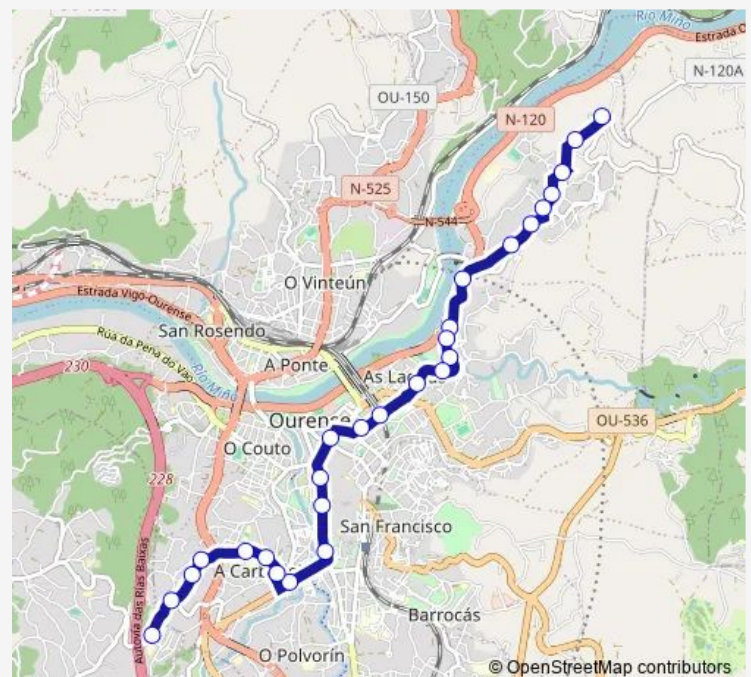 Río Miño
Estrada O
N-120A
OU-150
N-120
N-525
N-544
O Vinteún
Estrada Vigo-Ourense
San Rosendo
Rúa da Pena do Vao
A Ponte
230
Río Miño
As La
OU-536
Ourense
O Couto
228
San Francisco
A Car
Autovía das Rías Baixas
Barrocás
O Polvorín
© OpenStreetMap contributors